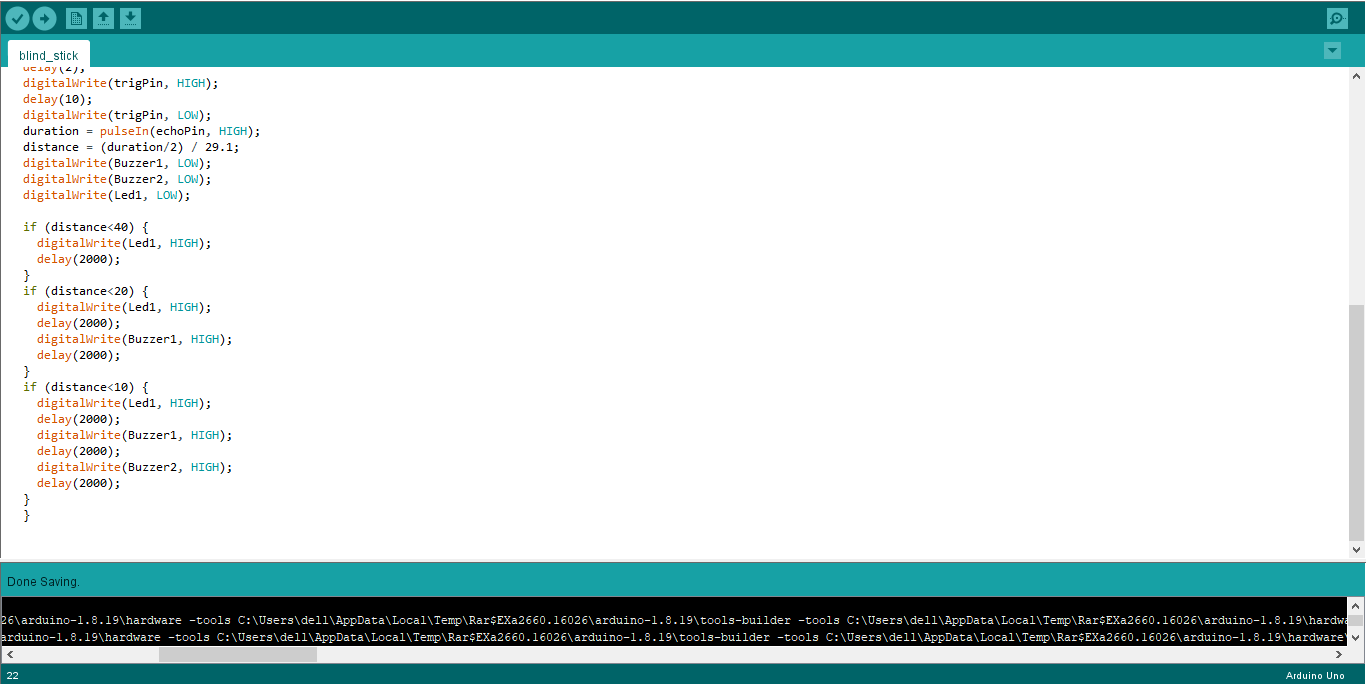 blind_stick
delay(2);
digitalWrite(trigPin, HIGH);
delay(10);
digitalWrite(trigPin, LOW);
duration = pulseIn(echoPin, HIGH);
distance = (duration/2) / 29.1;
digitalWrite(Buzzer1, LOW);
digitalWrite(Buzzer2, LOW);
digitalWrite(Led1, LOW);
if (distance<40) {
digitalWrite(Led1, HIGH);
delay(2000);
}
if (distance<20) {
digitalWrite(Led1, HIGH);
delay(2000);
digitalWrite(Buzzer1, HIGH);
delay(2000);
}
if (distance<10) {
digitalWrite(Led1, HIGH);
delay(2000);
digitalWrite(Buzzer1, HIGH);
delay(2000);
digitalWrite(Buzzer2, HIGH);
delay(2000);
}
}
Done Saving.
26\arduino-1.8.19\hardware -tools C:\Users\dell\AppData\Local\Temp\Rar$EXa2660.16026\arduino-1.8.19\tools-builder -tools C:\Users\dell\AppData\Local\Temp\Rar$EXa2660.16026\arduino-1.8.19\hardwa
arduino-1.8.19\hardware -tools C:\Users\dell\AppData\Local\Temp\Rar$EXa2660.16026\arduino-1.8.19\tools-builder -tools C:\Users\dell\AppData\Local\Temp\Rar$EXa2660.16026\arduino-1.8.19\hardware\
22
Arduino Uno